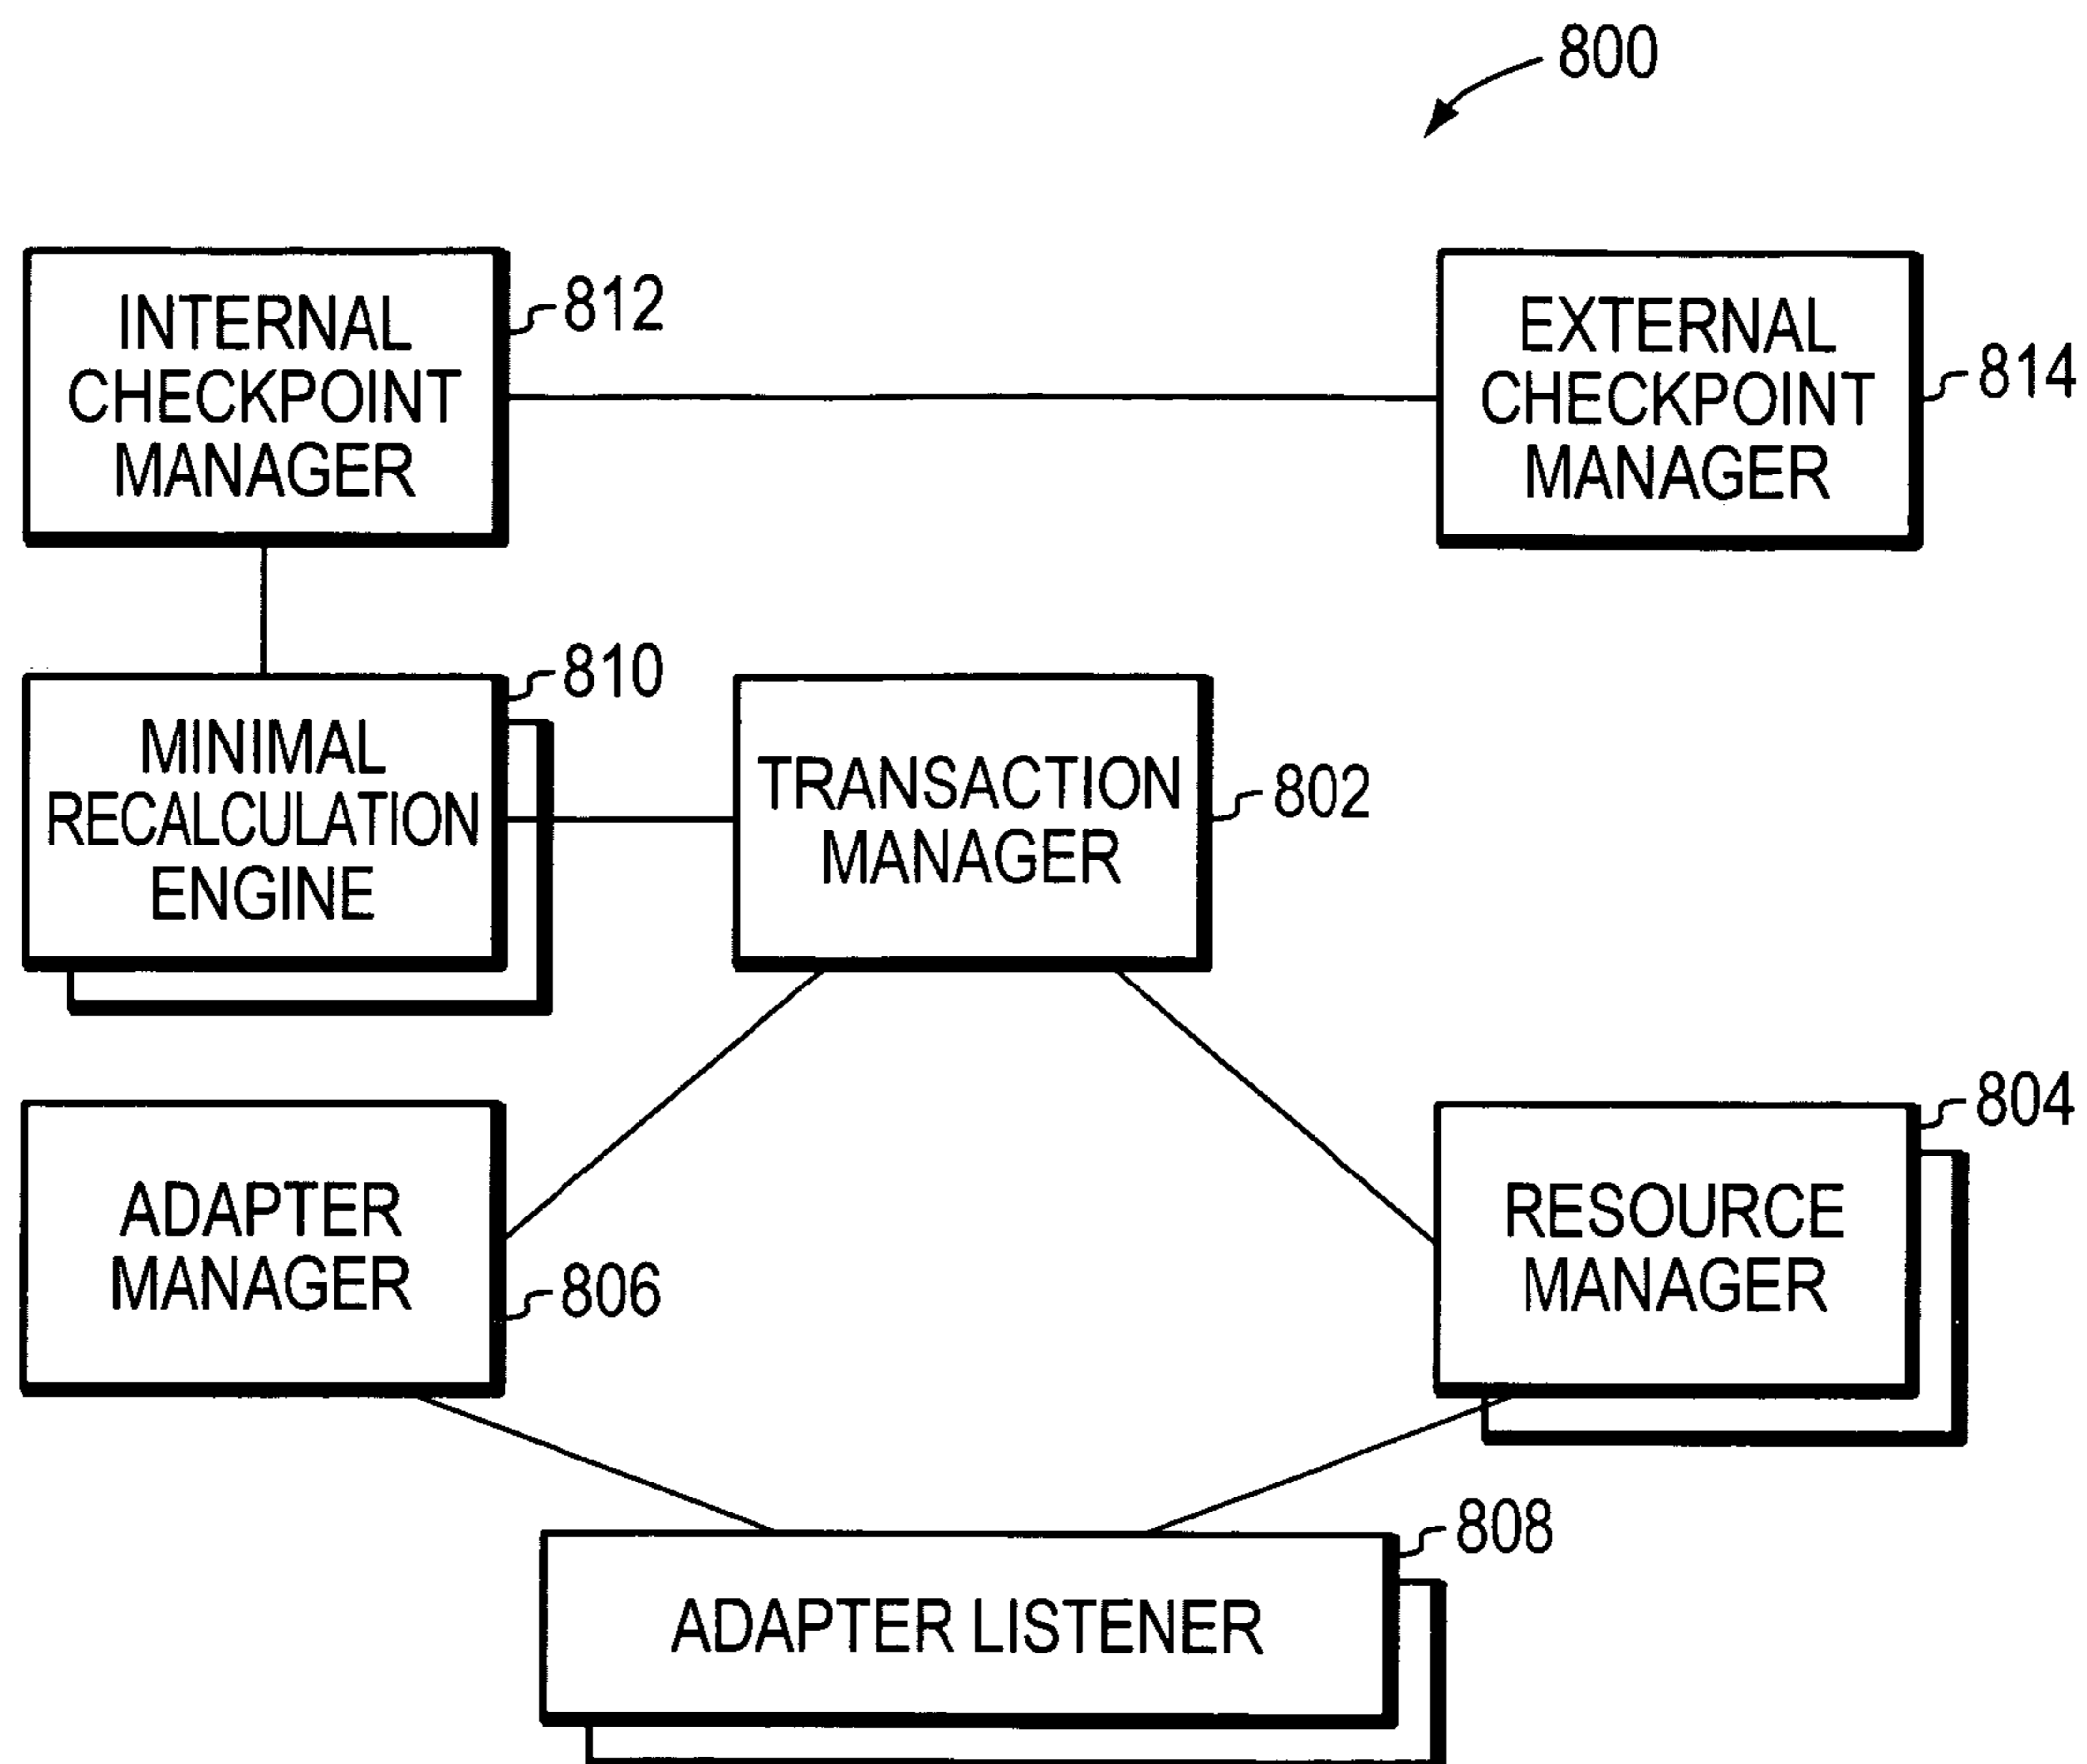 800
INTERNAL
CHECKPOINT
MANAGER
812
EXTERNAL
CHECKPOINT
MANAGER
814
MINIMAL
RECALCULATION
ENGINE
810
TRANSACTION
MANAGER
802
ADAPTER
MANAGER
806
RESOURCE
MANAGER
804
ADAPTER LISTENER
808